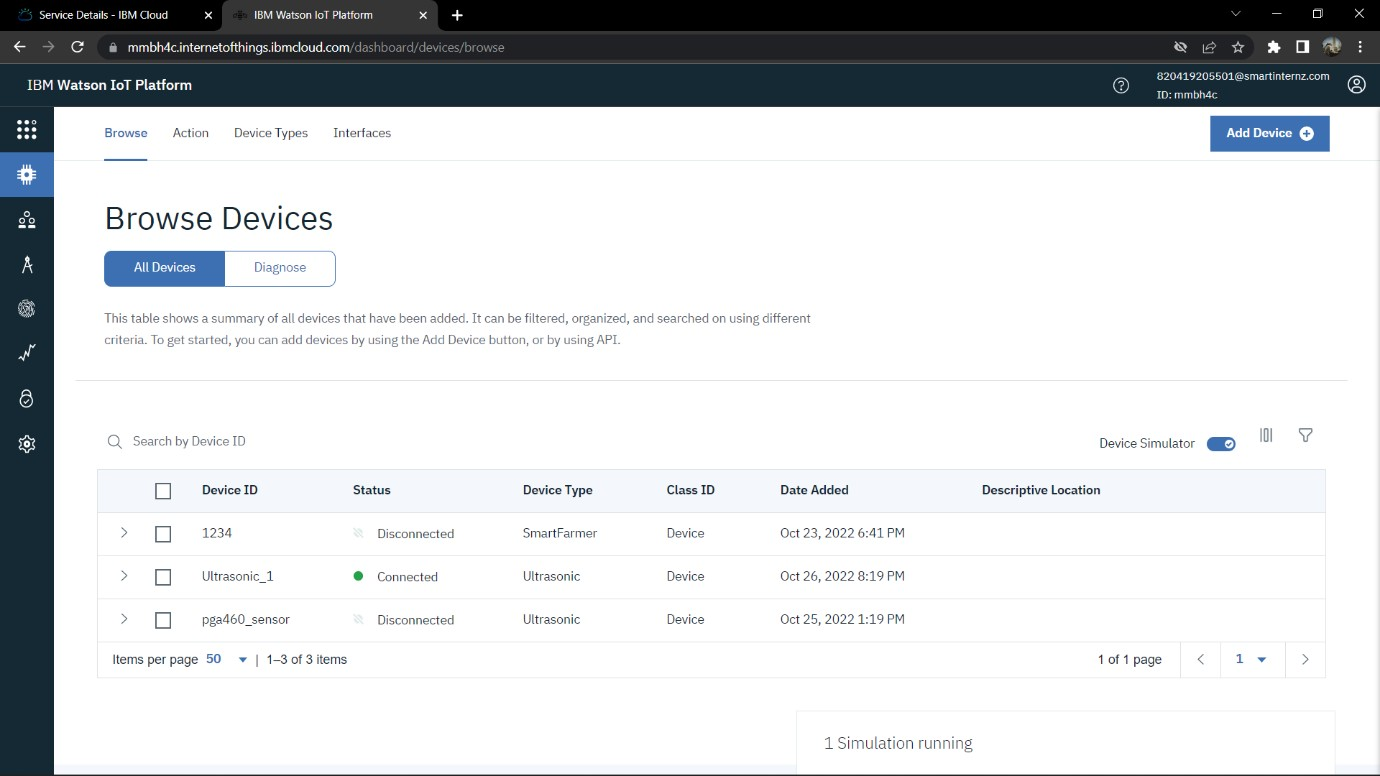 Service Details - IBM Cloud
IBM Watson IoT Platform
mmbh4c.internetofthings.ibmcloud.com/dashboard/devices/browse
IBM Watson IoT Platform
820419205501@smartinternz.com
ID: mmbh4c
Browse Action Device Types Interfaces
Add Device
Browse Devices
All Devices Diagnose
This table shows a summary of all devices that have been added. It can be filtered, organized, and searched on using different
criteria. To get started, you can add devices by using the Add Device button, or by using API.
Search by Device ID
Device Simulator
Device ID Status Device Type Class ID Date Added Descriptive Location
1234 Disconnected SmartFarmer Device Oct 23, 2022 6:41 PM
Ultrasonic_1 Connected Ultrasonic Device Oct 26, 2022 8:19 PM
pga460_sensor Disconnected Ultrasonic Device Oct 25, 2022 1:19 PM
Items per page 50 | 1–3 of 3 items 1 of 1 page 1
1 Simulation running